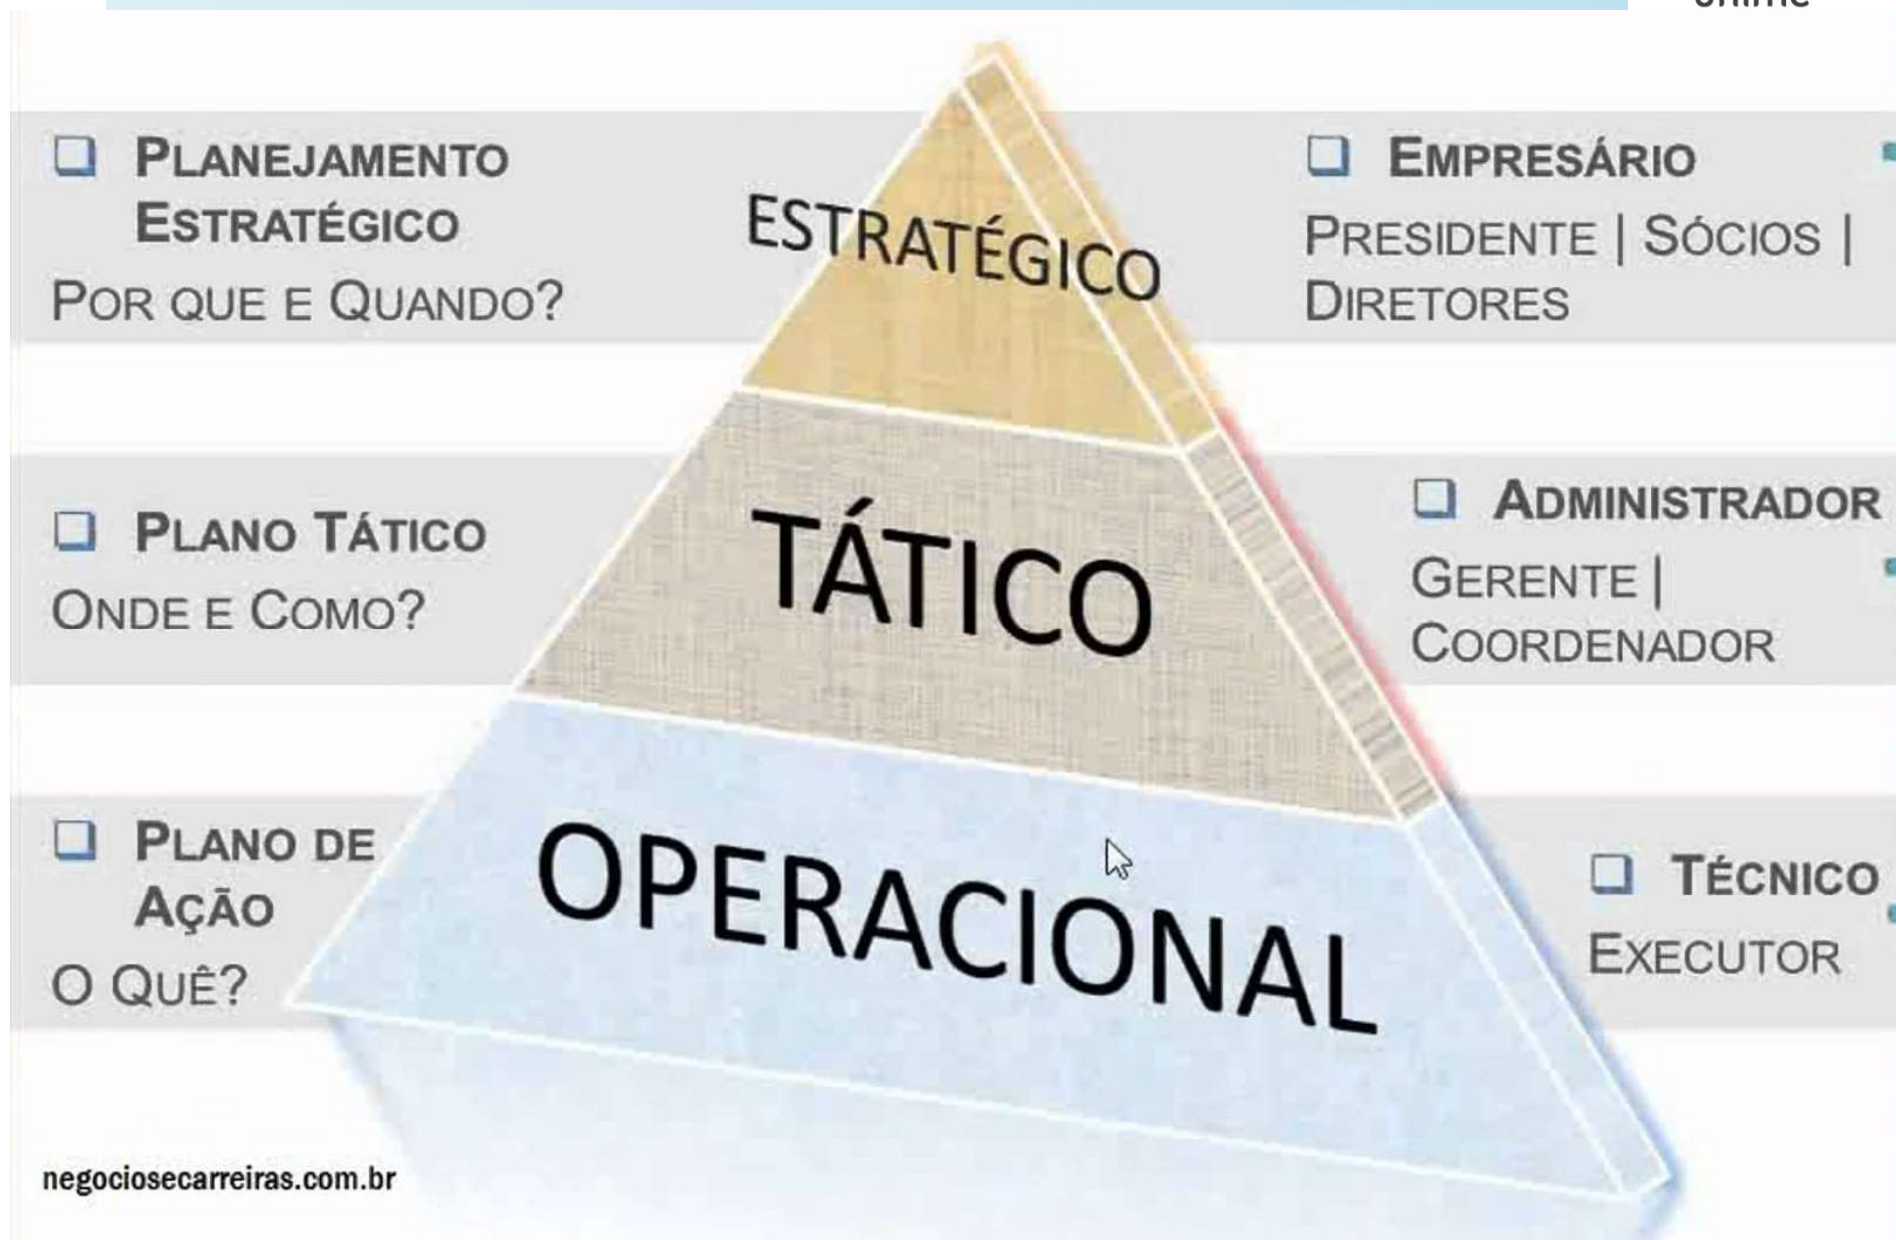 PLANEJAMENTO
ESTRATÉGICO
POR QUE E QUANDO?
ESTRATÉGICO
EMPRESÁRIO
PRESIDENTE | SÓCIOS |
DIRETORES
PLANO TÁTICO
ONDE E COMO?
TÁTICO
ADMINISTRADOR
GERENTE |
COORDENADOR
PLANO DE
AÇÃO
O QUÊ?
OPERACIONAL
TÉCNICO
EXECUTOR
negociosecarreiras.com.br